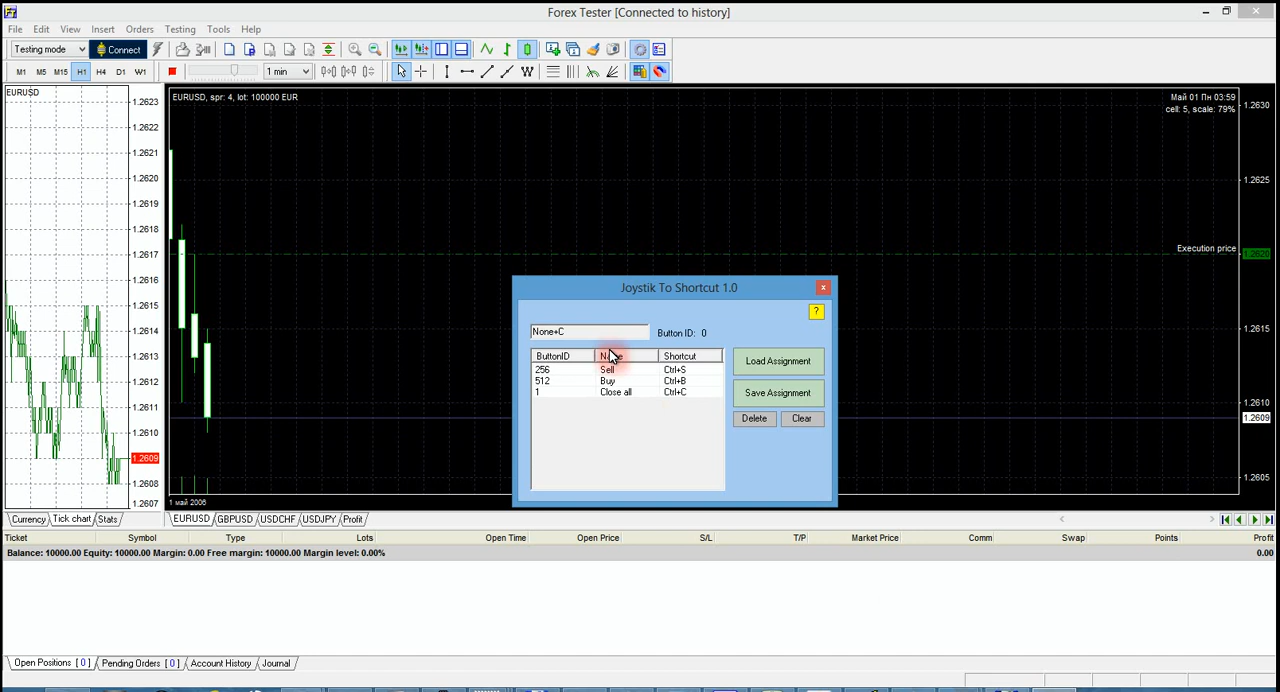 Forex Tester [Connected to history]
File Edit View Insert Orders Testing Tools Help
Testing mode Connect
M1 M5 M15 H1 H4 D1 W1 1 min
EURUSD
1.2623
1.2622
1.2621
1.2620
1.2619
1.2618
1.2617
1.2616
1.2615
1.2614
1.2613
1.2612
1.2611
1.2610
1.2609
1.2608
1.2607
EURUSD, spr: 4, lot: 100000 EUR
Май 01 Пн 03:59
cell: 5, scale: 79%
Execution price
1 май 2006
1.2630
1.2625
1.2620
1.2615
1.2610
1.2609
1.2605
Joystik To Shortcut 1.0
x
?
None+C Button ID: 0
ButtonID Name Shortcut
256 Sell Ctrl+S
512 Buy Ctrl+B
1 Close all Ctrl+C
Load Assignment
Save Assignment
Delete Clear
Currency Tick chart Stats
EURUSD GBPUSD USDCHF USDJPY Profit
Ticket Symbol Type Lots Open Time Open Price S/L T/P Market Price Comm Swap Points Profit
Balance: 10000.00 Equity: 10000.00 Margin: 0.00 Free margin: 10000.00 Margin level: 0.00% 0.00
Open Positions [ 0 ] Pending Orders [ 0 ] Account History Journal